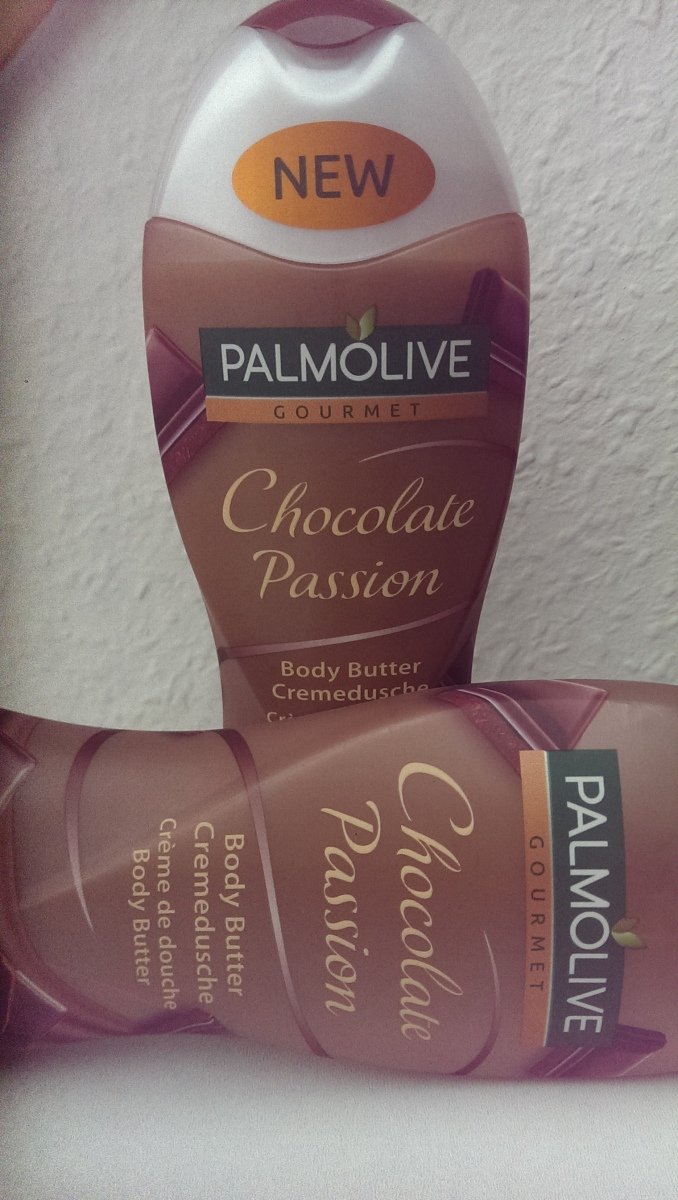 NEW
PALMOLIVE
GOURMET
Chocolate
Passion
Body Butter
Cremedusche
Crè
PALMOLIVE
GOURMET
Chocolate
Passion
Body Butter
Cremedusche
Crème de douche
Body Butter